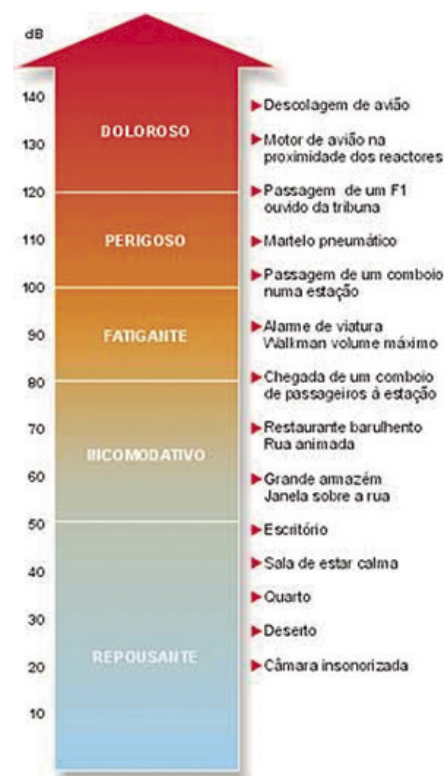 dB
140
130
120
110
100
90
80
70
60
50
40
30
20
10
DOLOROSO
PERIGOSO
FATIGANTE
INCOMODATIVO
REPOUSANTE
Descolagem de avião
Motor de avião na
proximidade dos reactores
Passagem de um F1
ouvido da tribuna
Martelo pneumático
Passagem de um comboio
numa estação
Alarme de viatura
Walkman volume máximo
Chegada de um comboio
de passageiros á estação
Restaurante barulhento
Rua animada
Grande armazém
Janela sobre a rua
Escritório
Sala de estar calma
Quarto
Deserto
Câmara insonorizada